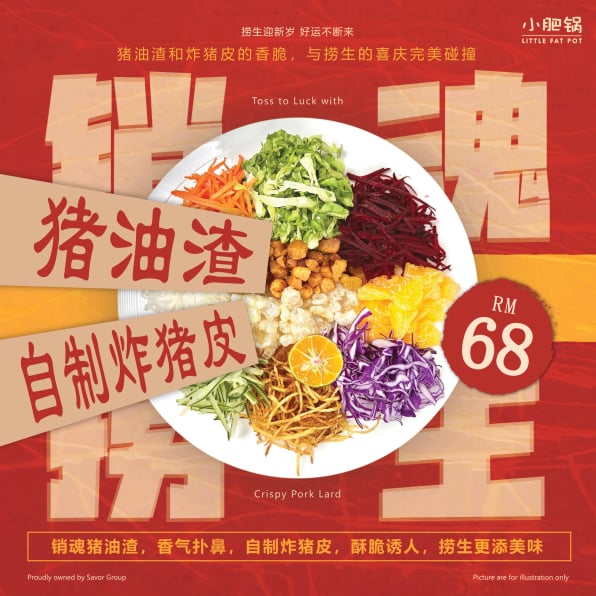 捞生迎新岁 好运不断来
小肥锅
LITTLE FAT POT
猪油渣和炸猪皮的香脆，与捞生的喜庆完美碰撞
销魂
Toss to Luck with
猪油渣
自制炸猪皮
RM
68
捞生
Crispy Pork Lard
销魂猪油渣，香气扑鼻，自制炸猪皮，酥脆诱人，捞生更添美味
Proudly owned by Savor Group
Picture are for illustration only